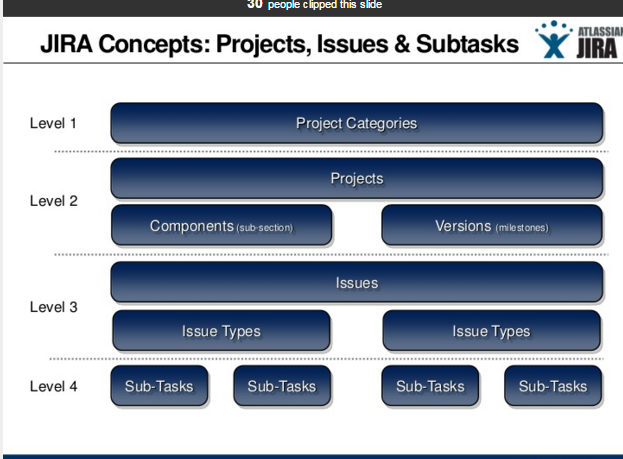 30 people clipped this slide
JIRA Concepts: Projects, Issues & Subtasks
ATLASSIAN
JIRA
Level 1
Project Categories
Level 2
Projects
Components (sub-section)
Versions (milestones)
Level 3
Issues
Issue Types
Issue Types
Level 4
Sub-Tasks
Sub-Tasks
Sub-Tasks
Sub-Tasks